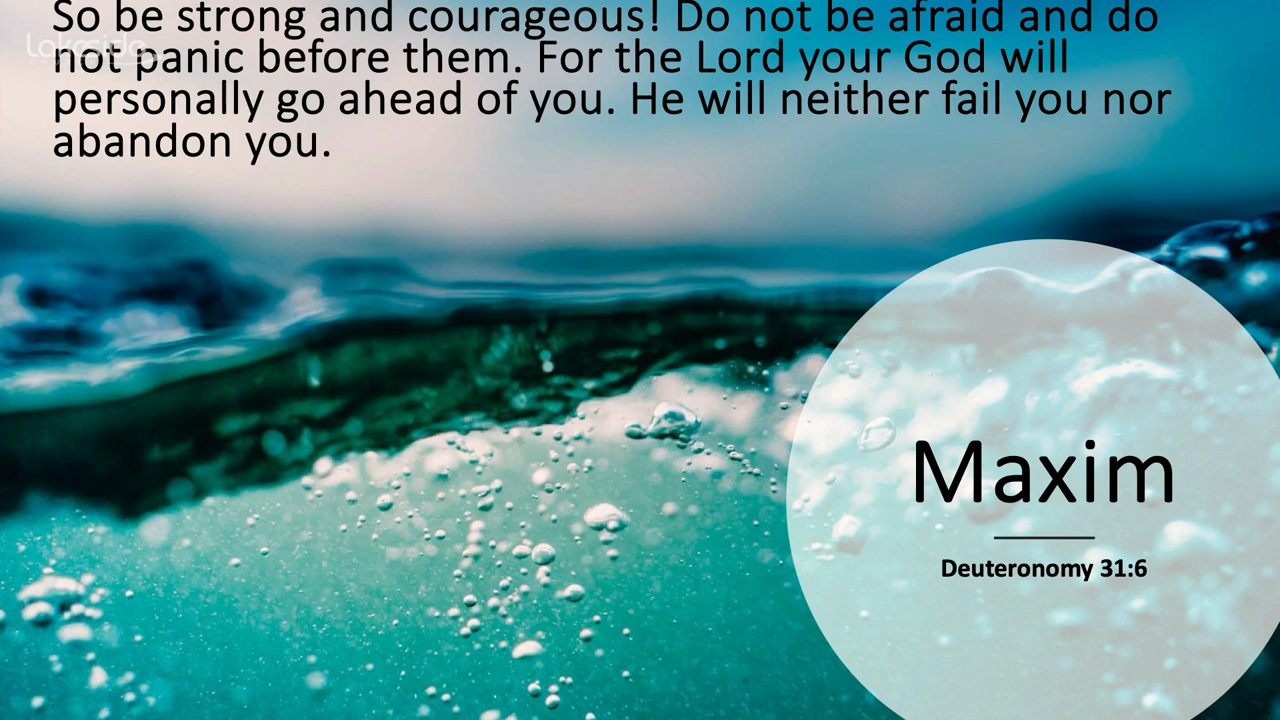 So be strong and courageous! Do not be afraid and do
not panic before them. For the Lord your God will
personally go ahead of you. He will neither fail you nor
abandon you.
Lakeside
Maxim
Deuteronomy 31:6